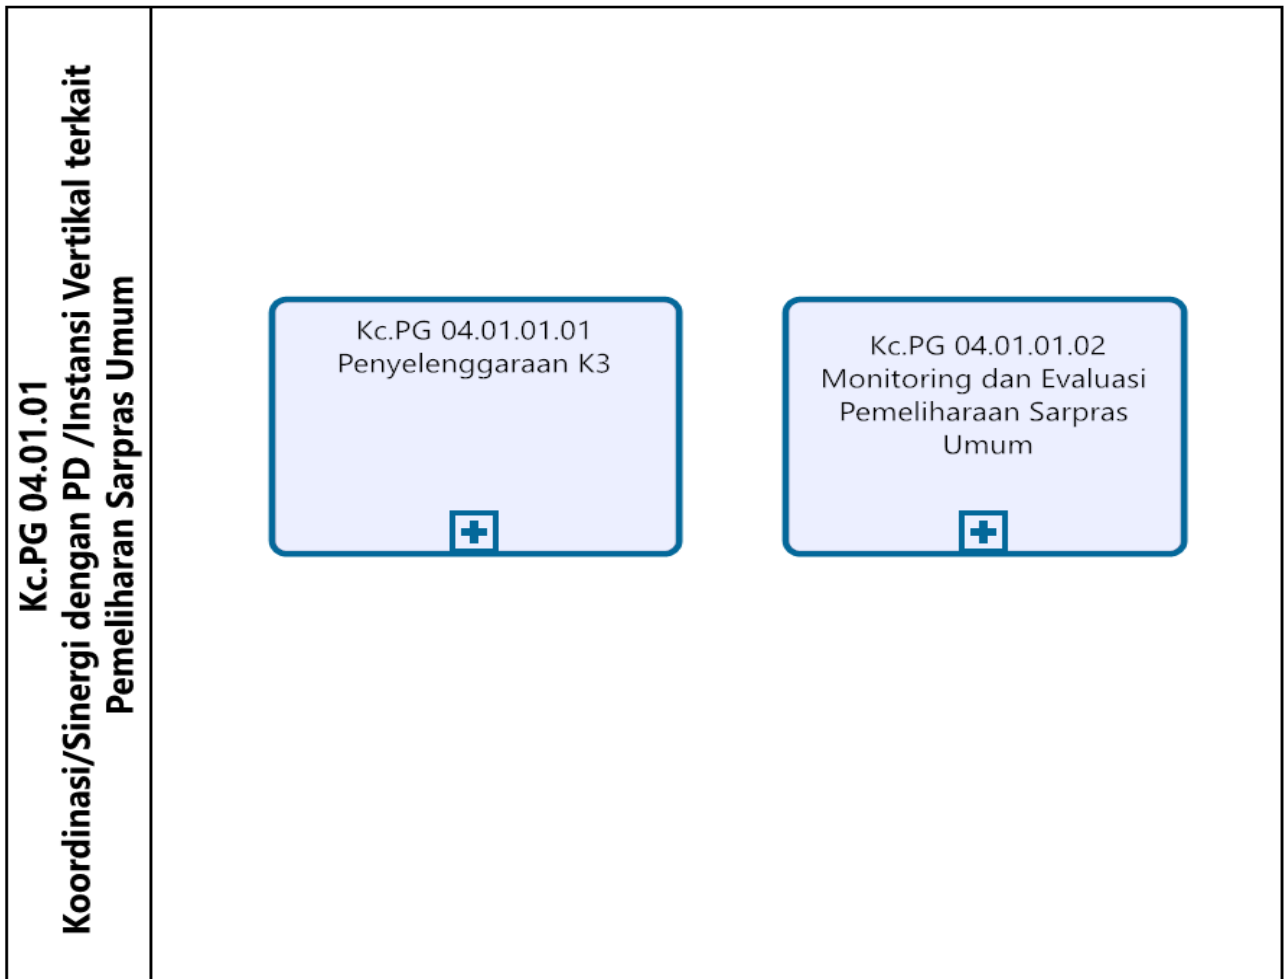 Kc.PG 04.01.01
Koordinasi/Sinergi dengan PD /Instansi Vertikal terkait
Pemeliharan Sarpras Umum
Kc.PG 04.01.01.01
Penyelenggaraan K3
Kc.PG 04.01.01.02
Monitoring dan Evaluasi
Pemeliharaan Sarpras
Umum